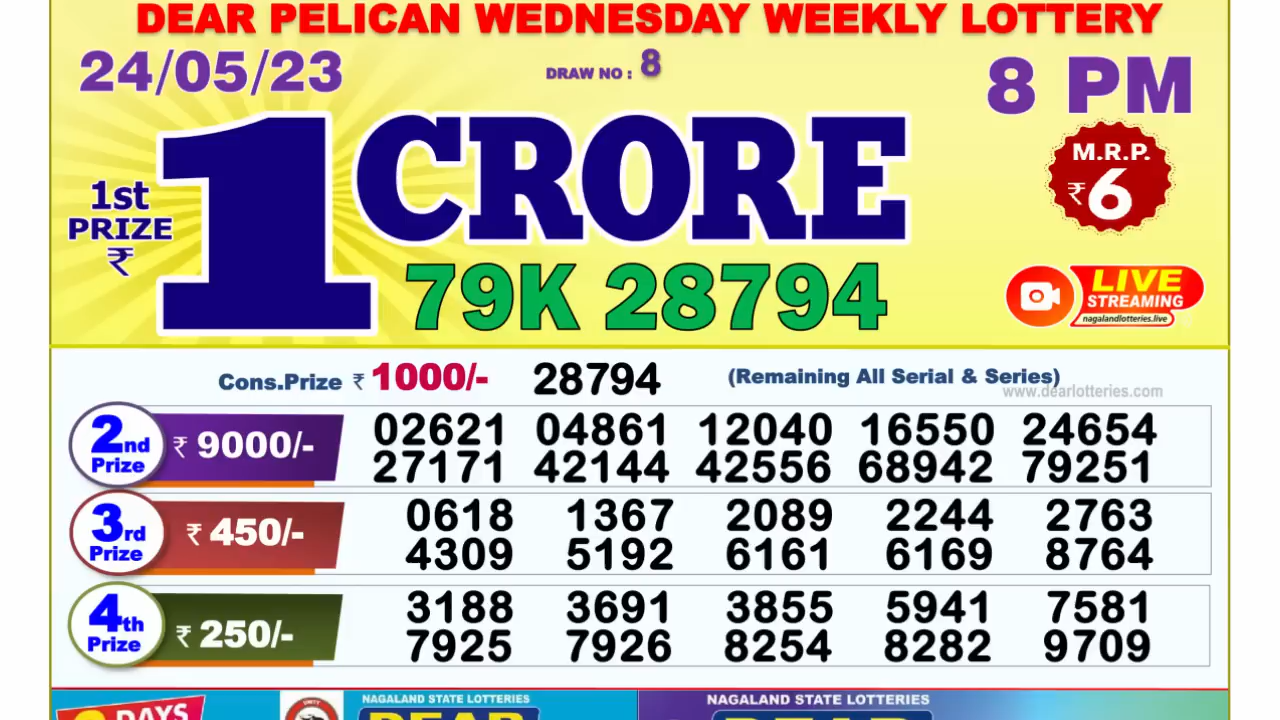 DEAR PELICAN WEDNESDAY WEEKLY LOTTERY
24/05/23
DRAW NO : 8
8 PM
1st
PRIZE
₹
1 CRORE
79K 28794
M.R.P.
₹ 6
LIVE
STREAMING
nagalandlotteries.live
Cons.Prize ₹ 1000/- 28794 (Remaining All Serial & Series)
www.dearlotteries.com
2nd
Prize
₹ 9000/-
02621 04861 12040 16550 24654
27171 42144 42556 68942 79251
3rd
Prize
₹ 450/-
0618 1367 2089 2244 2763
4309 5192 6161 6169 8764
4th
Prize
₹ 250/-
3188 3691 3855 5941 7581
7925 7926 8254 8282 9709
DAYS
NAGALAND STATE LOTTERIES
DEAR
NAGALAND STATE LOTTERIES
DEAR